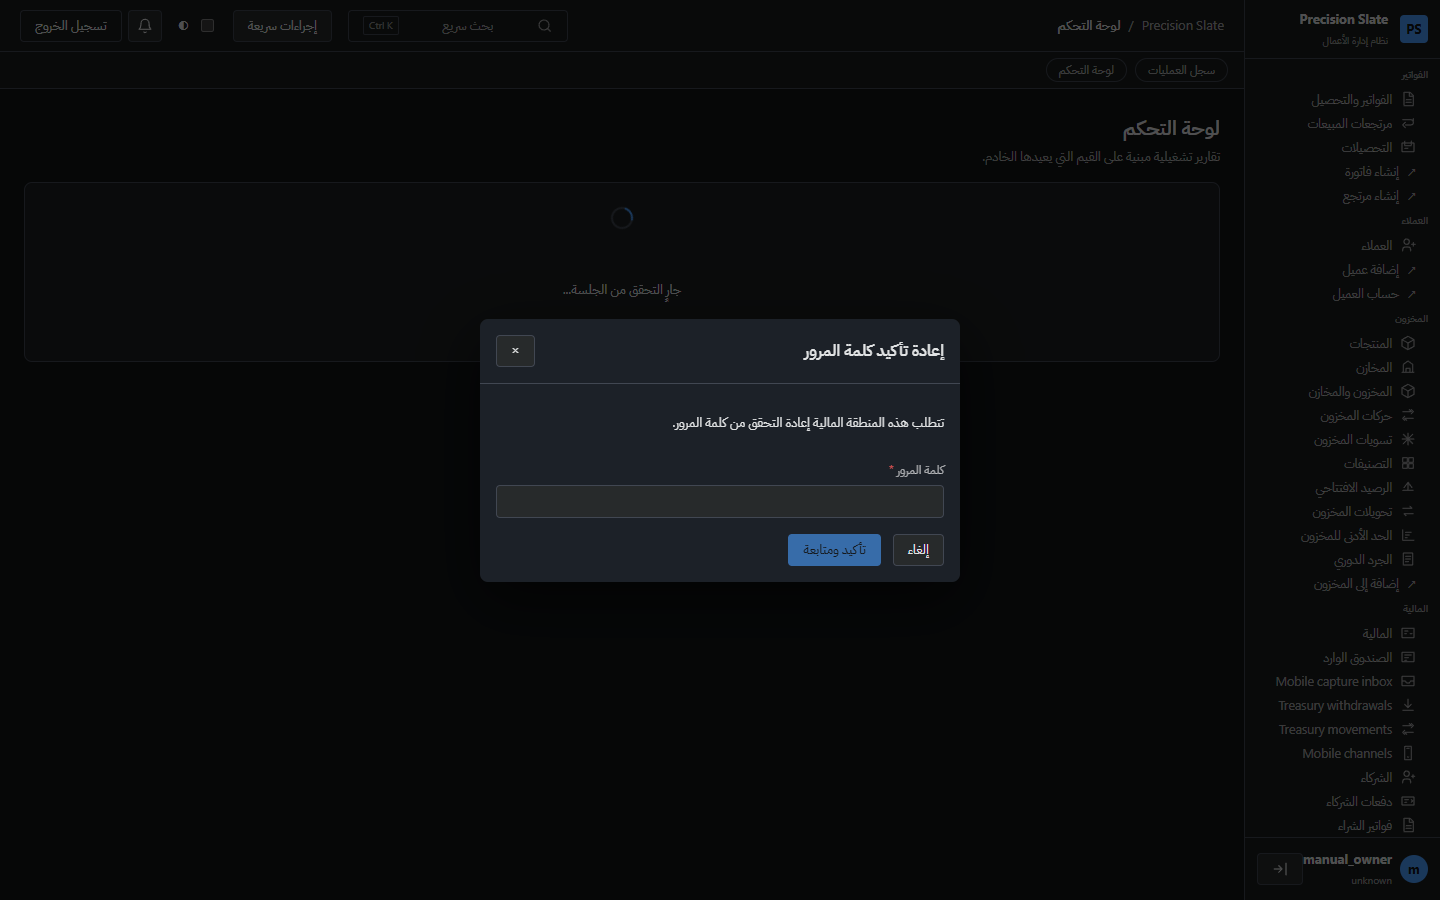 PS
Precision Slate
نظام إدارة الأعمال
Precision Slate / لوحة التحكم
بحث سريع
Ctrl K
إجراءات سريعة
تسجيل الخروج
سجل العمليات
لوحة التحكم
لوحة التحكم
تقارير تشغيلية مبنية على القيم التي يعيدها الخادم.
جارٍ التحقق من الجلسة...
إعادة تأكيد كلمة المرور
×
تتطلب هذه المنطقة المالية إعادة التحقق من كلمة المرور.
كلمة المرور *
إلغاء
تأكيد ومتابعة
الفواتير
الفواتير والتحصيل
مرتجعات المبيعات
التحصيلات
إنشاء فاتورة
إنشاء مرتجع
العملاء
العملاء
إضافة عميل
حساب العميل
المخزون
المنتجات
المخازن
المخزون والمخازن
حركات المخزون
تسويات المخزون
التصنيفات
الرصيد الافتتاحي
تحويلات المخزون
الحد الأدنى للمخزون
الجرد الدوري
إضافة إلى المخزون
المالية
المالية
الصندوق الوارد
Mobile capture inbox
Treasury withdrawals
Treasury movements
Mobile channels
الشركاء
دفعات الشركاء
فواتير الشراء
m
manual_owner
unknown